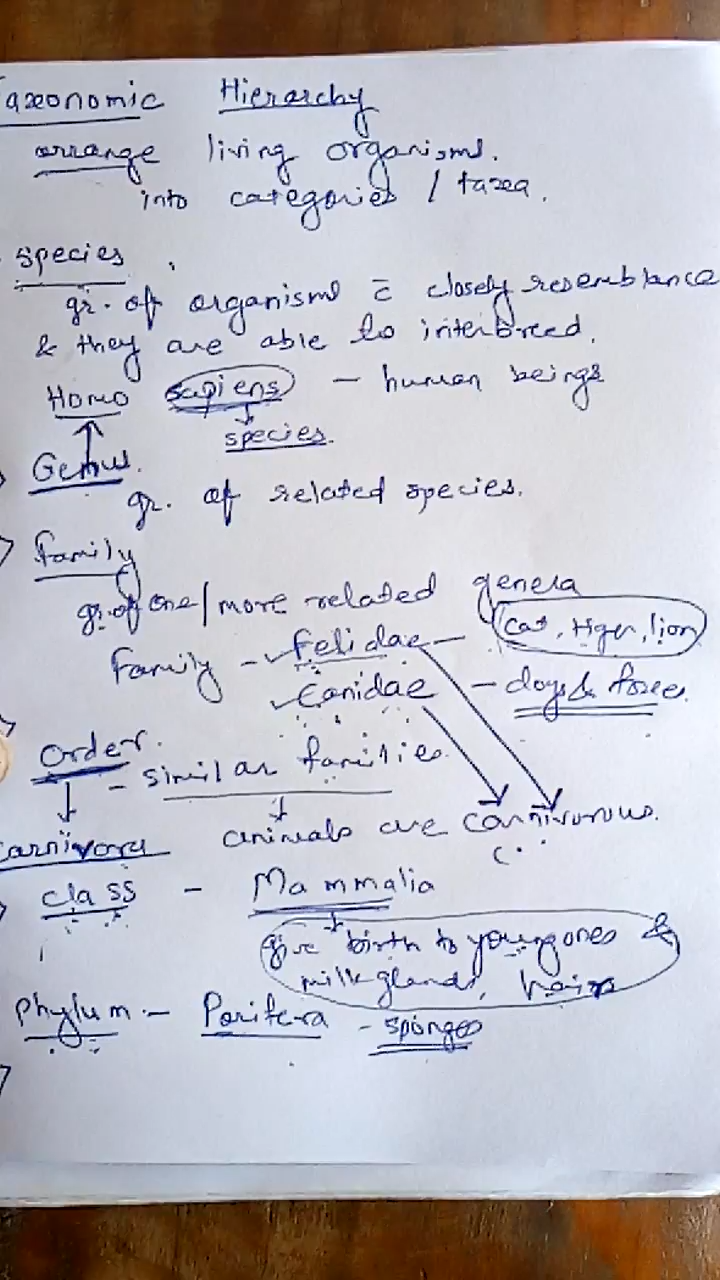 Taxonomic Hierarchy
arrange living organisms.
into categories / taxa.
species
gr. of organisms c̄ closely resemblance
& they are able to interbreed.
Homo sapiens - human beings
species.
Genus.
gr. of related species.
Family
gr. of one/more related genera
Family - Felidae - cat, tiger, lion
Canidae - dogs & foxes
Order.
- similar families.
Carnivora animals are carnivorous.
class - Mammalia
give birth to young ones &
milk glands, hairs
Phylum - Porifera - sponges